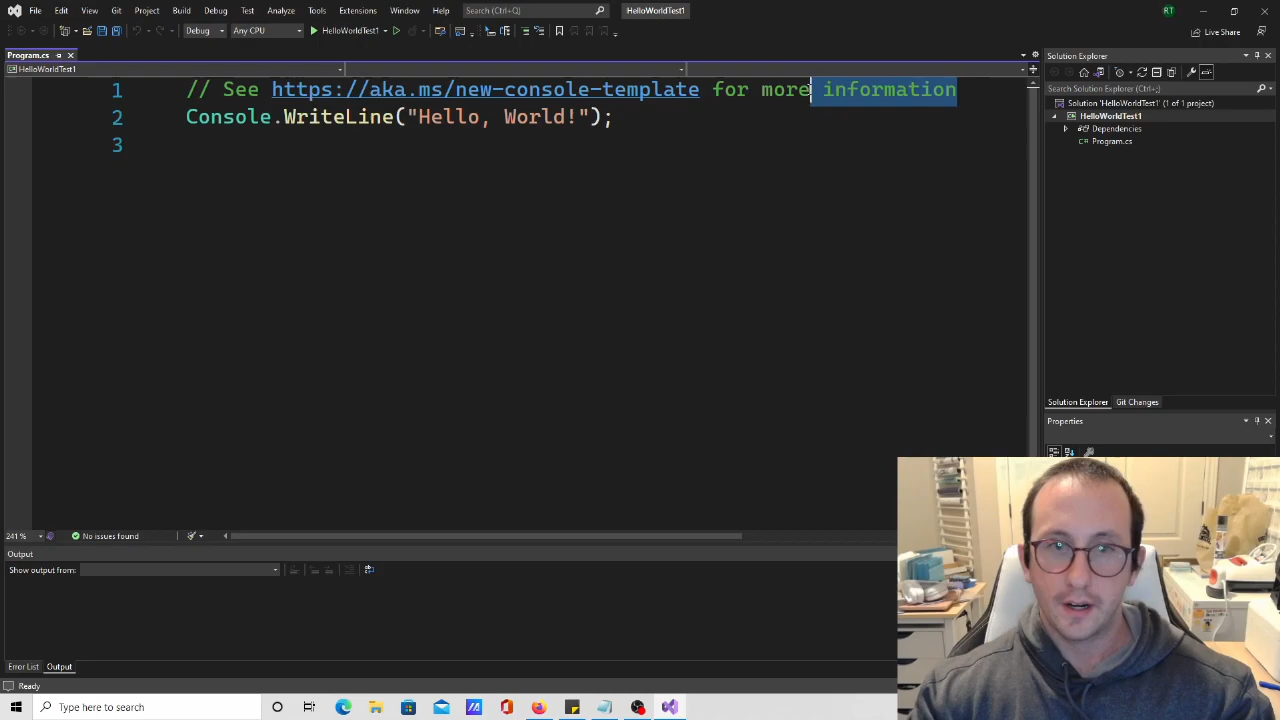 File Edit View Git Project Build Debug Test Analyze Tools Extensions Window Help Search (Ctrl+Q) HelloWorldTest1 RT
Debug Any CPU HelloWorldTest1 Live Share
Program.cs
HelloWorldTest1
1 // See https://aka.ms/new-console-template for more information
2 Console.WriteLine("Hello, World!");
3
Solution Explorer
Search Solution Explorer (Ctrl+;)
Solution 'HelloWorldTest1' (1 of 1 project)
HelloWorldTest1
Dependencies
Program.cs
Solution Explorer Git Changes
Properties
241 % No issues found
Output
Show output from:
Error List Output
Ready
Type here to search